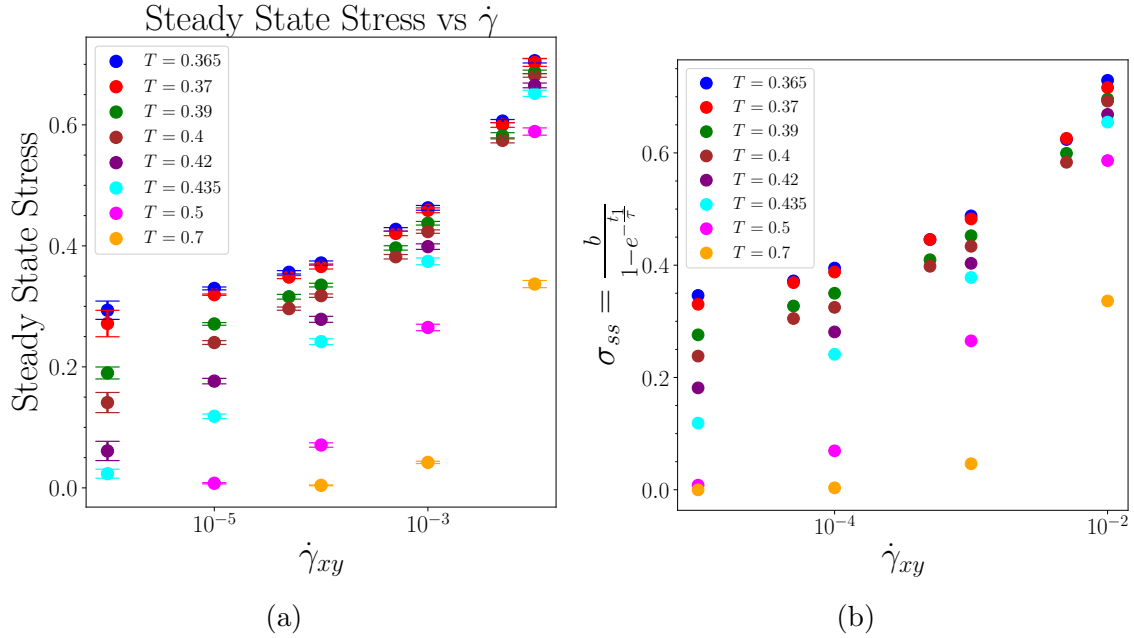 Steady State Stress vs γ̇
Steady State Stress
0.6
0.4
0.2
0.0
T = 0.365
T = 0.37
T = 0.39
T = 0.4
T = 0.42
T = 0.435
T = 0.5
T = 0.7
10⁻⁵
10⁻³
γ̇_{xy}
(a)
σ_{ss} = \frac{b}{1-e^{-\frac{t_1}{τ}}}
0.6
0.4
0.2
0.0
T = 0.365
T = 0.37
T = 0.39
T = 0.4
T = 0.42
T = 0.435
T = 0.5
T = 0.7
10⁻⁴
10⁻²
γ̇_{xy}
(b)